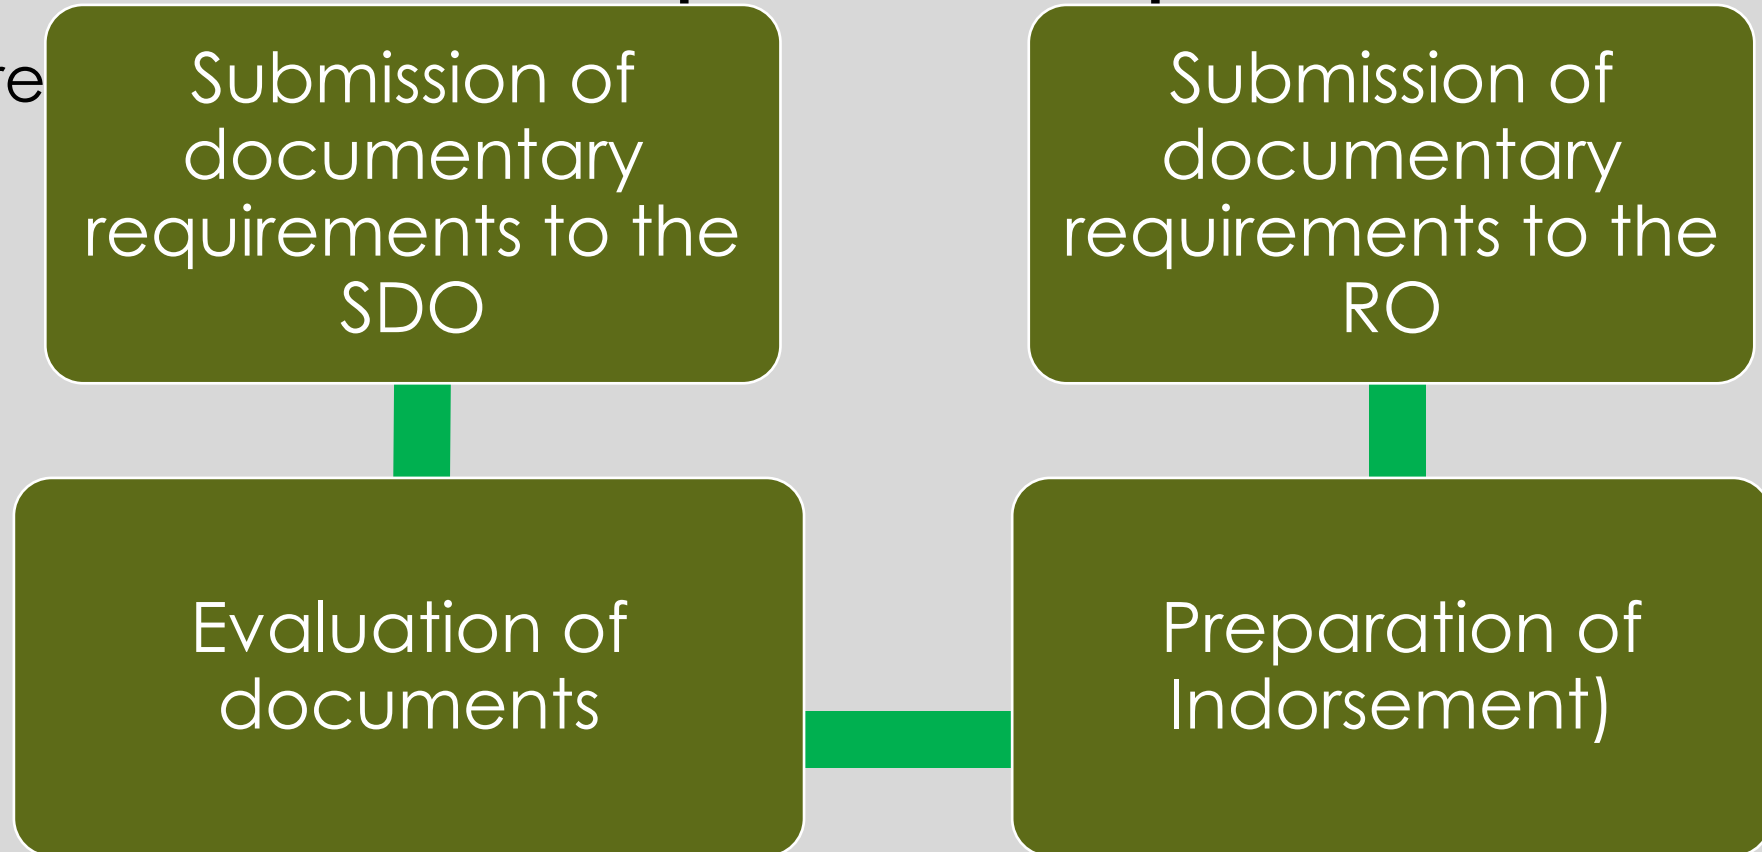 re
Submission of
documentary
requirements to the
SDO
Evaluation of
documents
Preparation of
Indorsement)
Submission of
documentary
requirements to the
RO